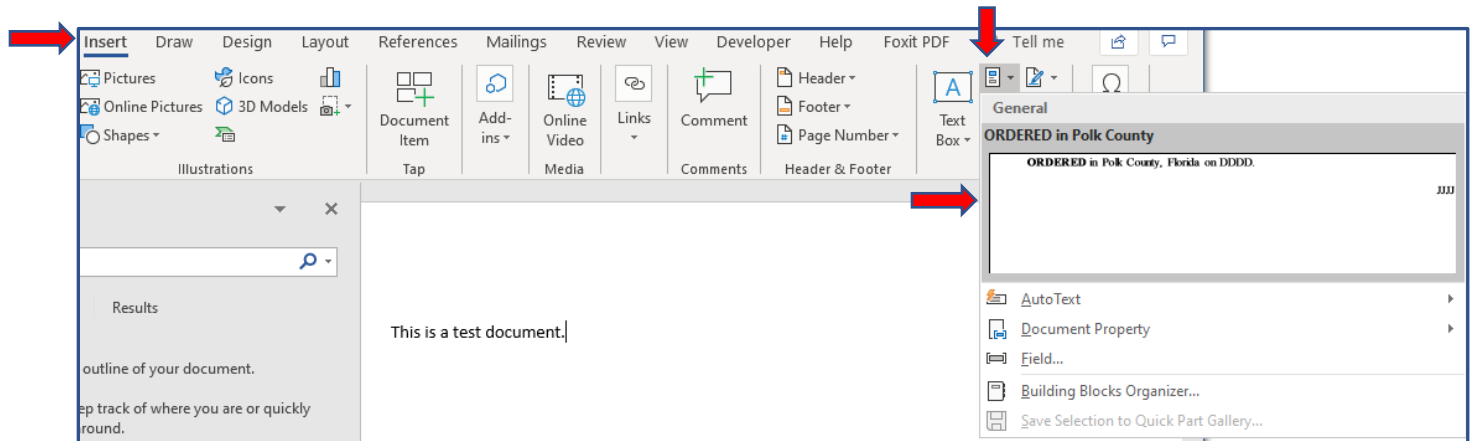 Insert Draw Design Layout References Mailings Review View Developer Help Foxit PDF Tell me
Pictures
Online Pictures
Shapes
Icons
3D Models
Illustrations
Document
Item
Tap
Add-
ins
Online
Video
Media
Links
Comment
Comments
Header
Footer
Page Number
Header & Footer
Text
Box
General
ORDERED in Polk County
ORDERED in Polk County, Florida on DDDD.
JJJJ
AutoText
Document Property
Field...
Building Blocks Organizer...
Save Selection to Quick Part Gallery...
Results
outline of your document.
ep track of where you are or quickly
round.
This is a test document.